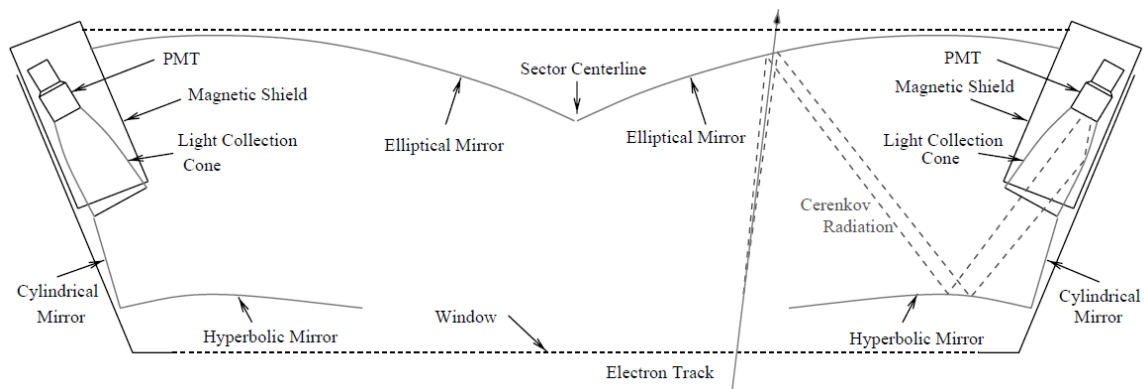 PMT
Magnetic Shield
Light Collection
Cone
Elliptical Mirror
Sector Centerline
Elliptical Mirror
PMT
Magnetic Shield
Light Collection
Cone
Cerenkov
Radiation
Cylindrical
Mirror
Hyperbolic Mirror
Window
Electron Track
Hyperbolic Mirror
Cylindrical
Mirror